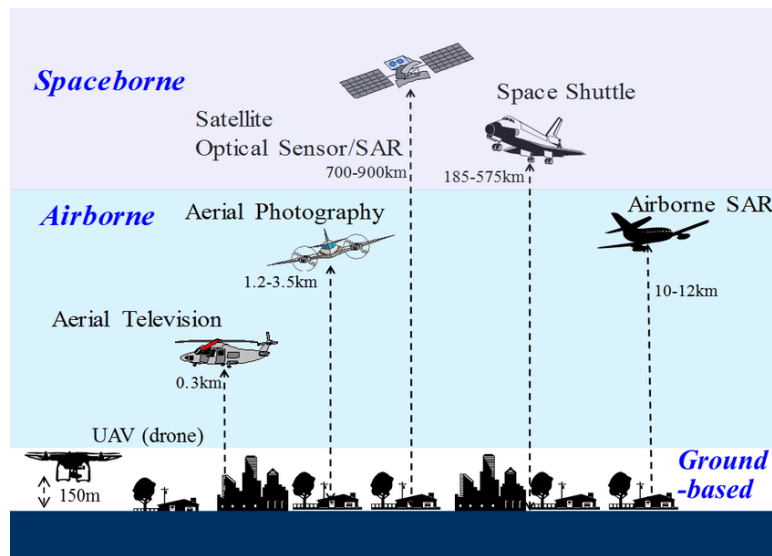 Spaceborne
Space Shuttle
Satellite
Optical Sensor/SAR
700-900km
185-575km
Airborne
Aerial Photography
Airborne SAR
1.2-3.5km
10-12km
Aerial Television
0.3km
UAV (drone)
150m
Ground
-based